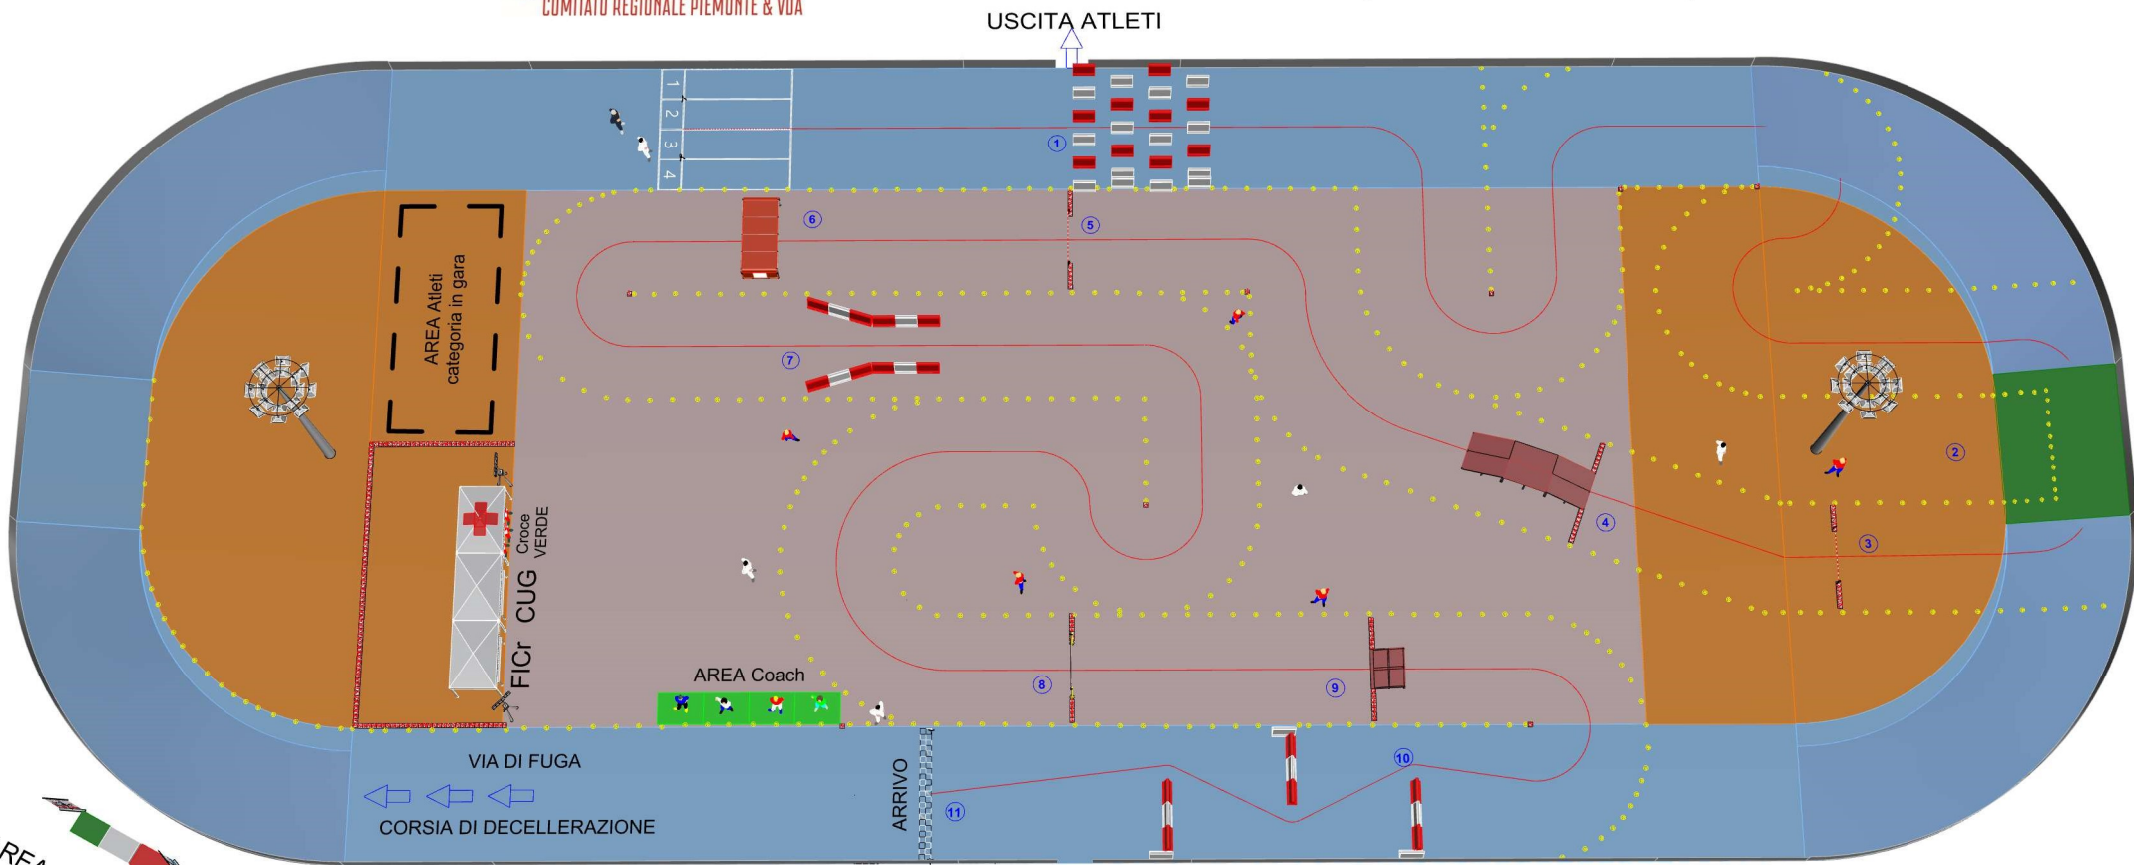 COMITATO REGIONALE PIEMONTE & VDA
USCITA ATLETI
1
2
3
4
1
6
5
AREA Atleti
categoria in gara
7
2
4
3
Croce
VERDE
FICr CUG
AREA Coach
8
9
VIA DI FUGA
10
ARRIVO
11
CORSIA DI DECELLERAZIONE